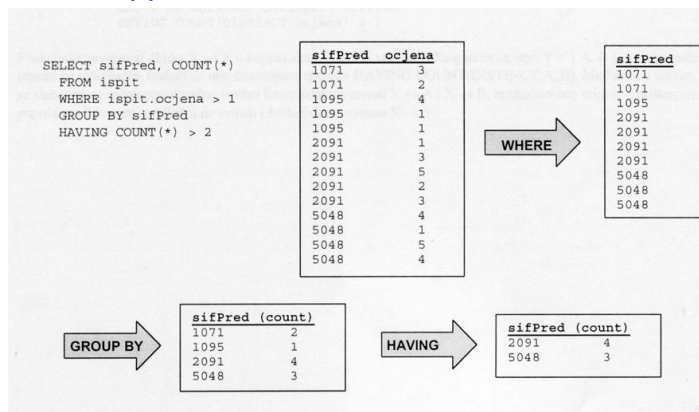 SELECT sifPred, COUNT(*)
FROM ispit
WHERE ispit.ocjena > 1
GROUP BY sifPred
HAVING COUNT(*) > 2
sifPred ocjena
1071 3
1071
1095 4
1095 1
1095 1
2091 1
2091 3
2091 5
2091 2
2091 3
5048 4
5048 1
5048 5
5048 4
WHERE
sifPred
1071
1071
1095
2091
2091
2091
2091
5048
5048
5048
GROUP BY
sifPred (count)
1071 2
1095 1
2091 4
5048 3
HAVING
sifPred (count)
2091 4
5048 3